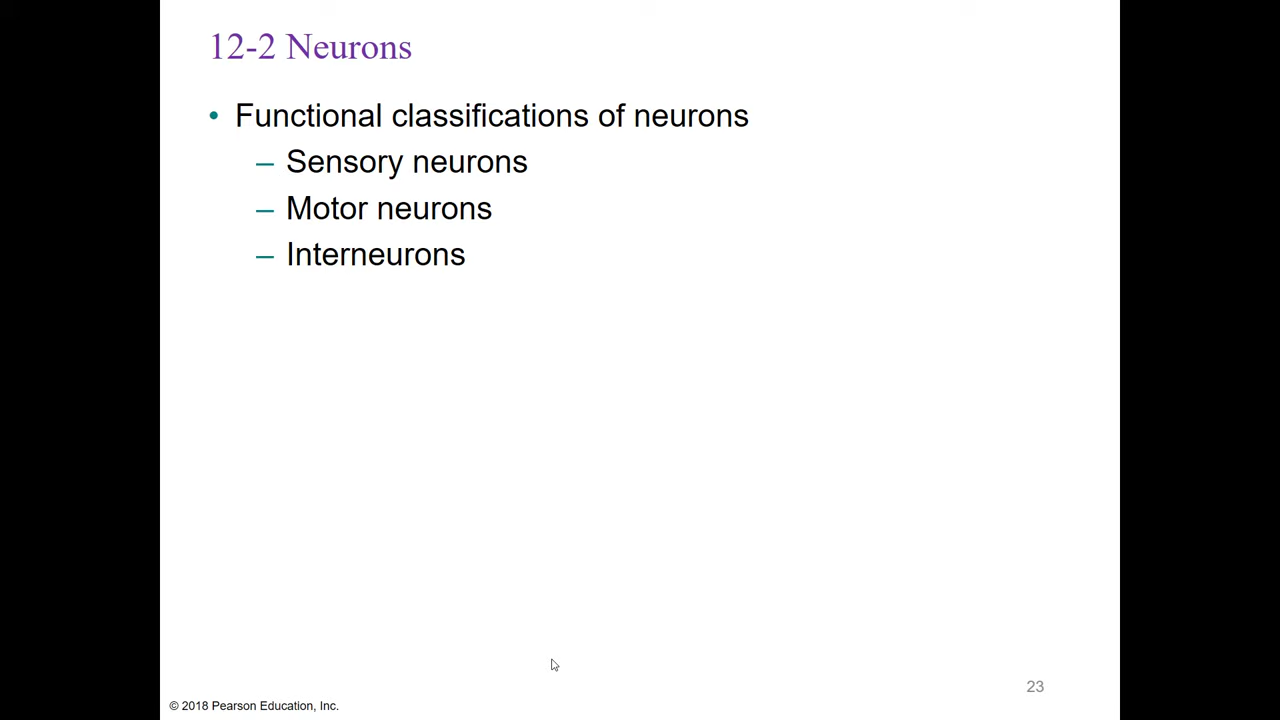 12-2 Neurons
• Functional classifications of neurons
– Sensory neurons
– Motor neurons
– Interneurons
23
© 2018 Pearson Education, Inc.